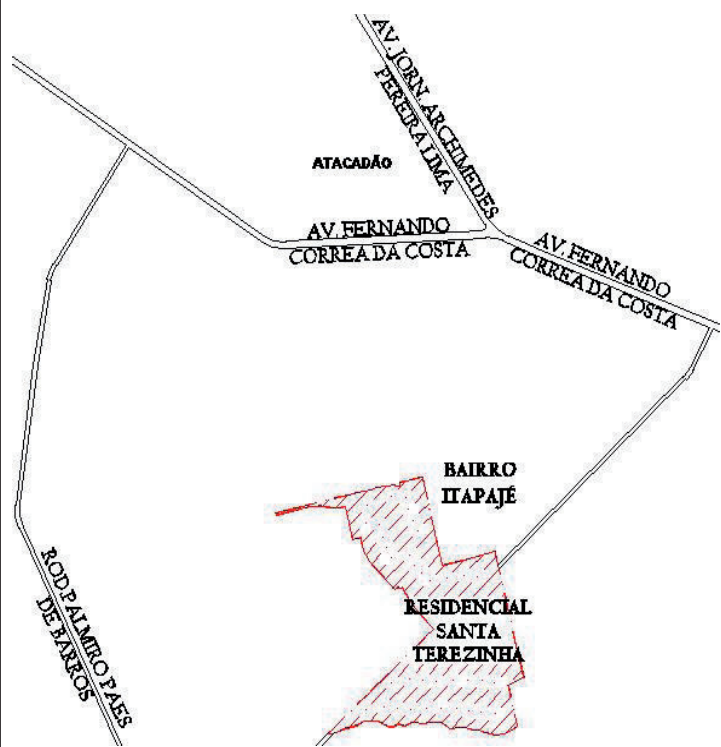 AV. JORN. ARCHIMEDES
PEREIRA LIMA
ATACADÃO
AV. FERNANDO
CORREA DA COSTA
AV. FERNANDO
CORREA DA COSTA
BAIRRO
ITAPAJÉ
ROD PALMIRO PAES
DE BARROS
RESIDENCIAL
SANTA
TEREZINHA